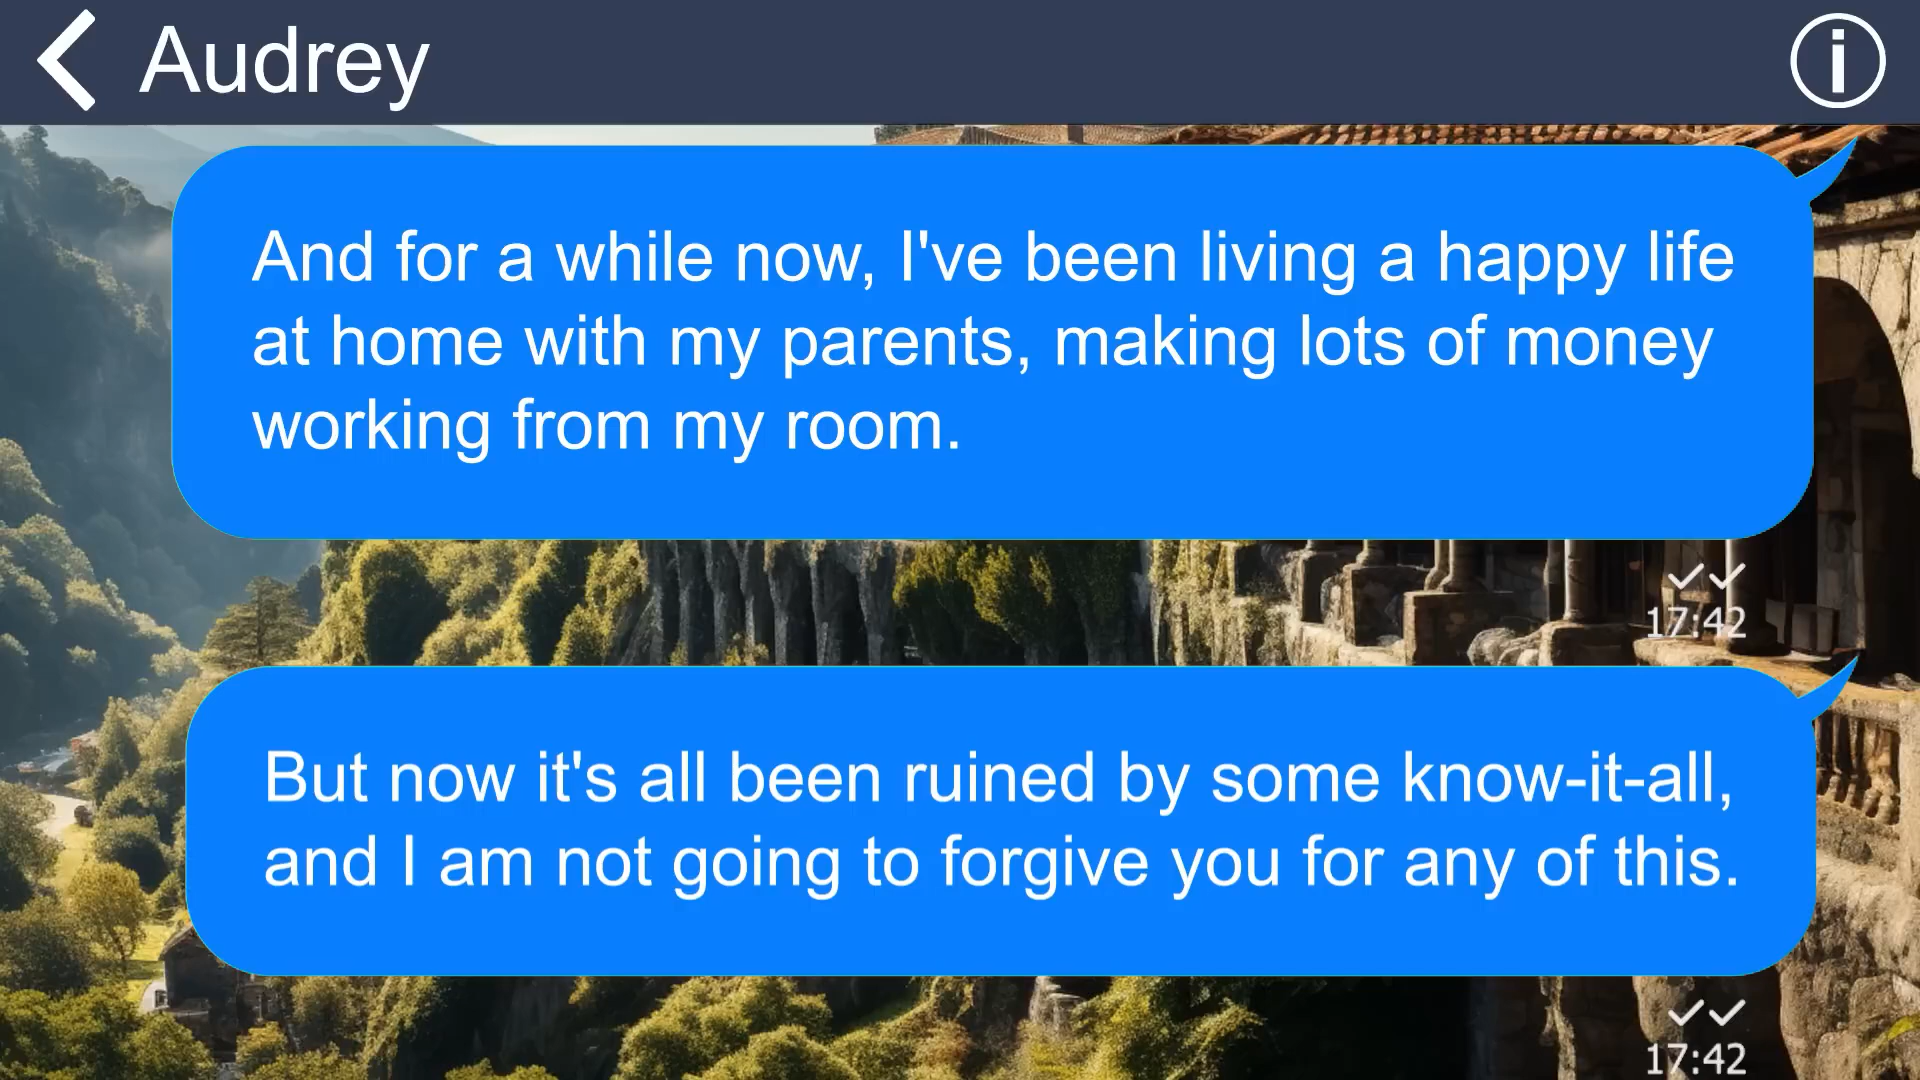 Audrey
And for a while now, I've been living a happy life
at home with my parents, making lots of money
working from my room.
17:42
But now it's all been ruined by some know-it-all,
and I am not going to forgive you for any of this.
17:42